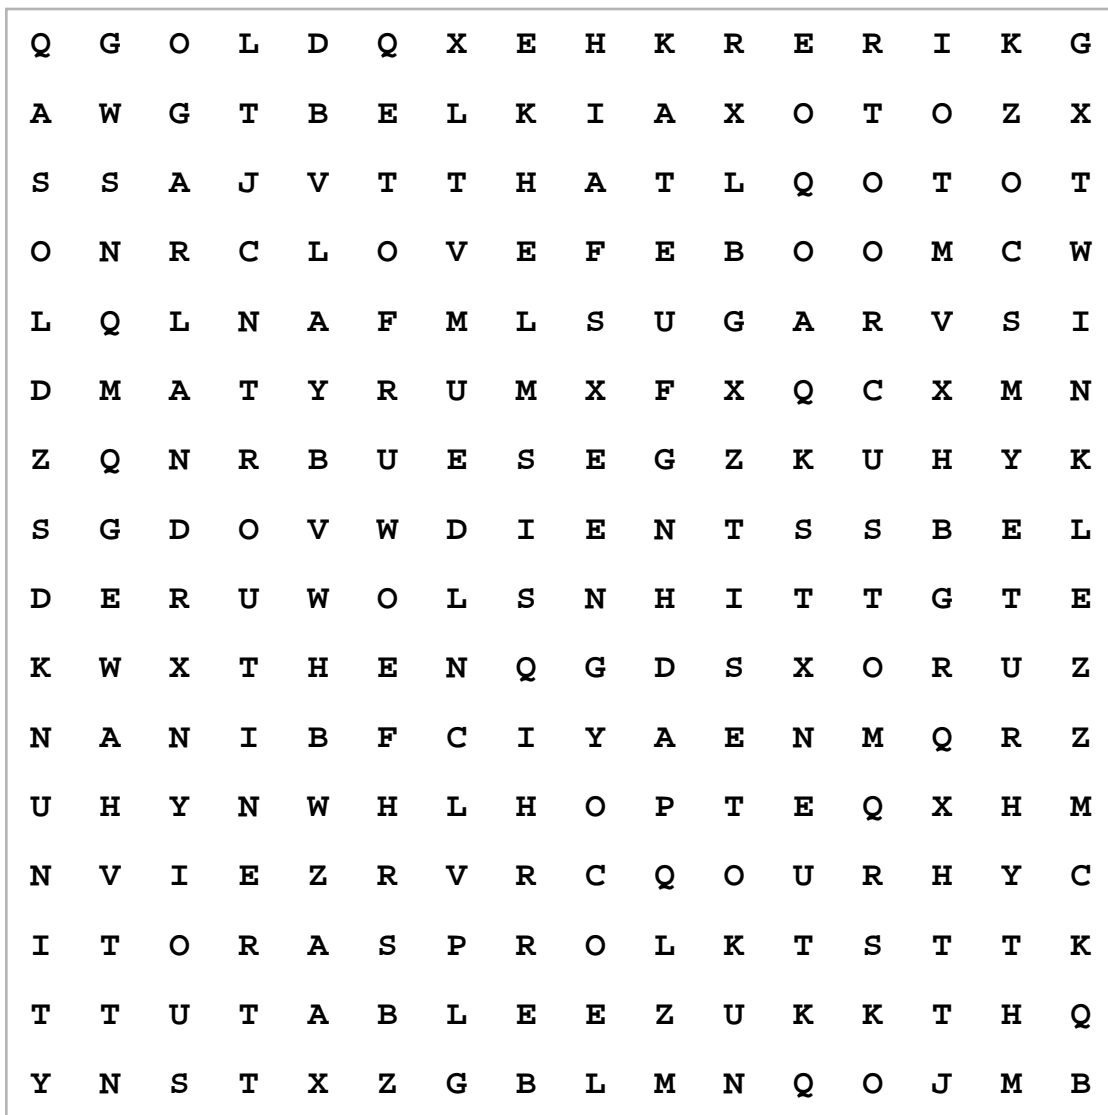 Q G O L D Q X E H K R E R I K G
A W G T B E L K I A X O T O Z X
S S A J V T T H A T L Q O T O T
O N R C L O V E F E B O O M C W
L Q L N A F M L S U G A R V S I
D M A T Y R U M X F X Q C X M N
Z Q N R B U E S E G Z K U H Y K
S G D O V W D I E N T S S B E L
D E R U W O L S N H I T T G T E
K W X T H E N Q G D S X O R U Z
N A N I B F C I Y A E N M Q R Z
U H Y N W H L H O P T E Q X H M
N V I E Z R V R C Q O U R H Y C
I T O R A S P R O L K T S T T K
T T U T A B L E E Z U K K T H Q
Y N S T X Z G B L M N Q O J M B